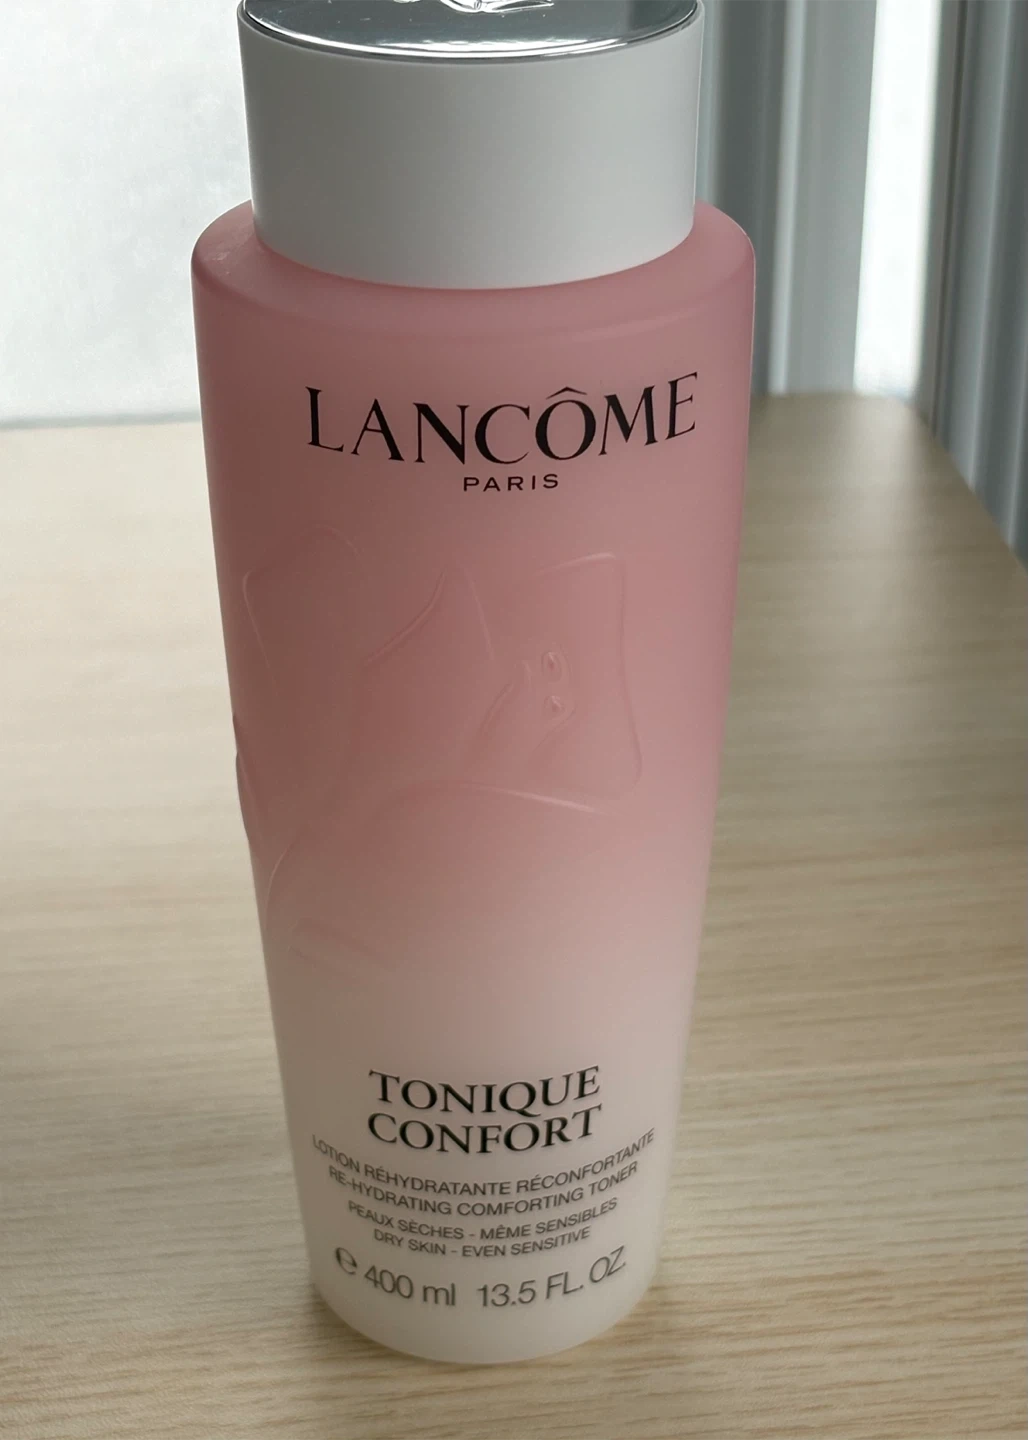 LANCÔME
PARIS
TONIQUE
CONFORT
LOTION RÉHYDRATANTE RÉCONFORTANTE
RE-HYDRATING COMFORTING TONER
PEAUX SÈCHES - MÊME SENSIBLES
DRY SKIN - EVEN SENSITIVE
℮ 400 ml 13.5 FL. OZ.